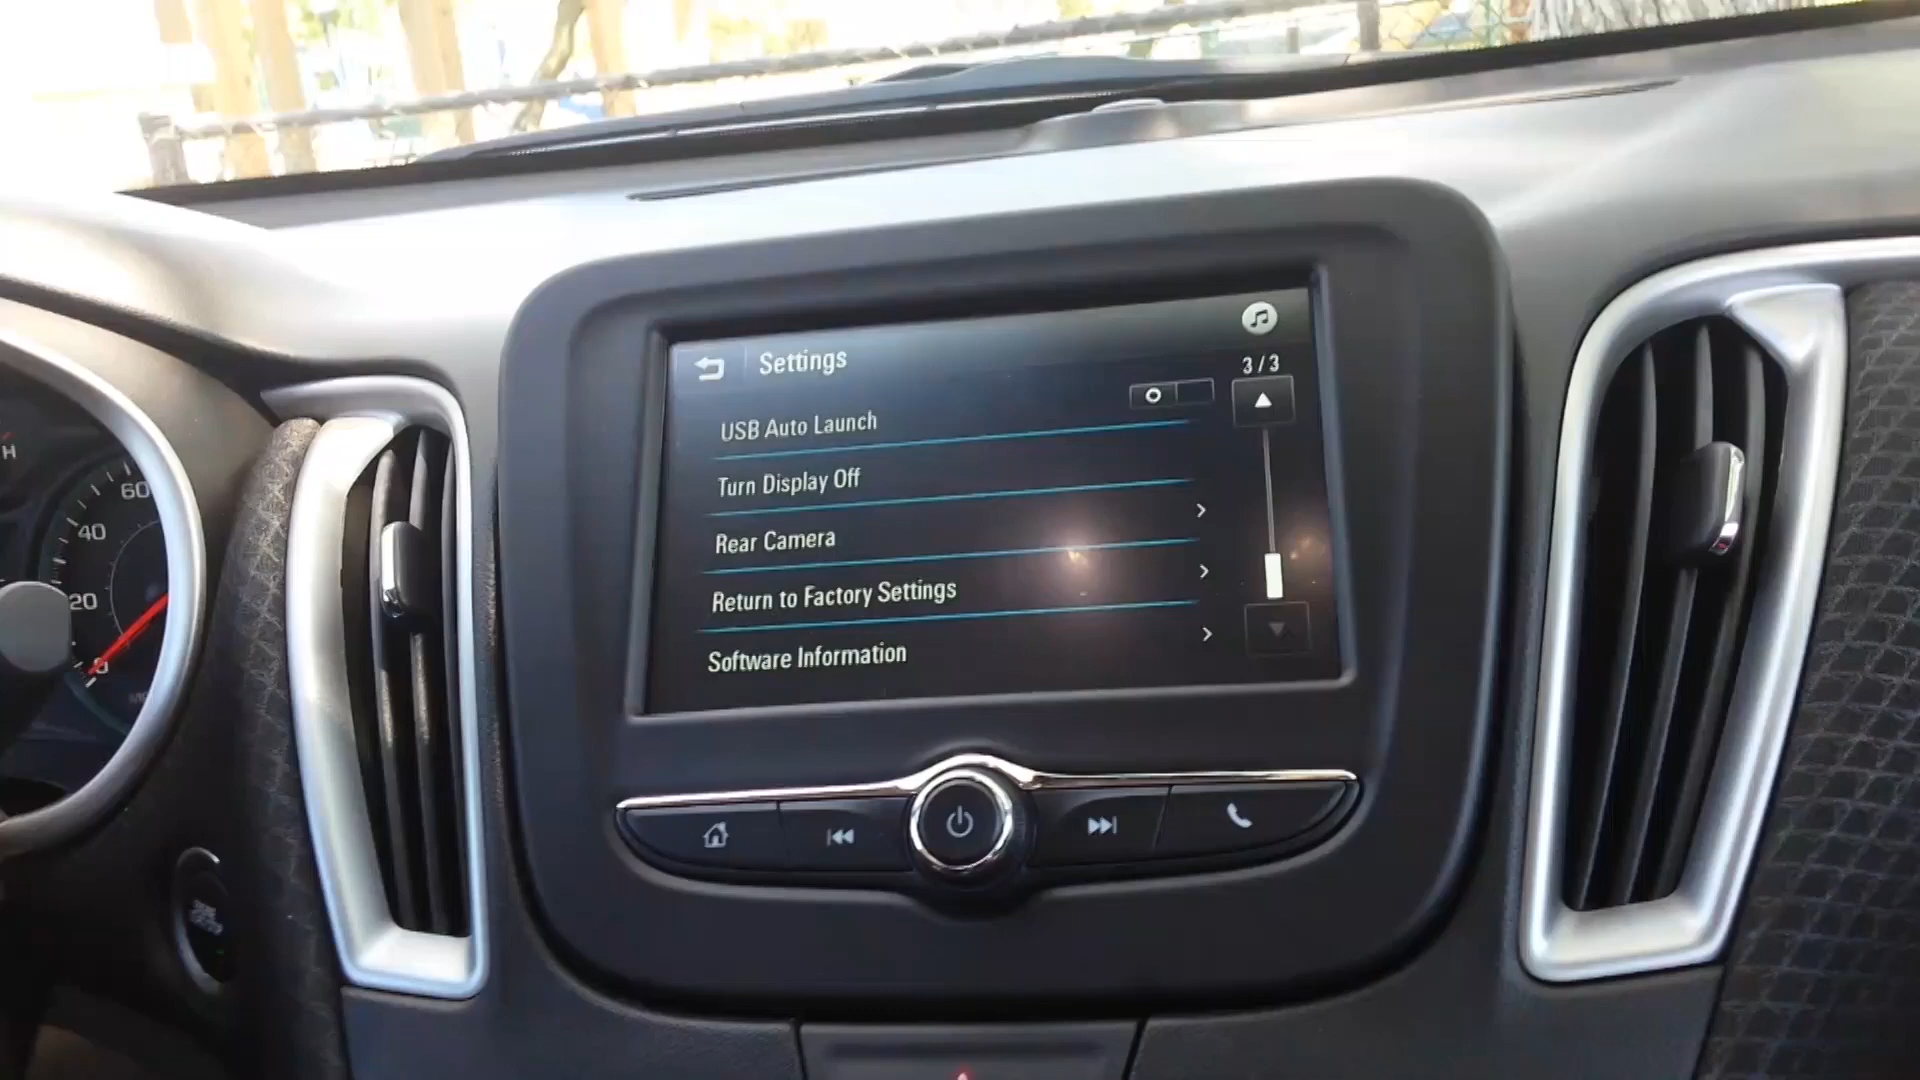 Settings
3/3
USB Auto Launch
Turn Display Off
Rear Camera
Return to Factory Settings
Software Information
H
60
40
20
0